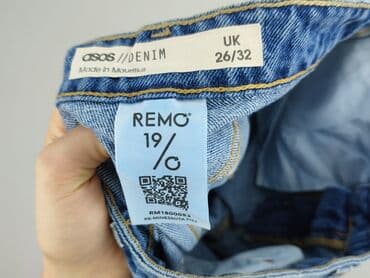 asos//DENIM
Made in Mauritius
UK
26/32
REMO
19/